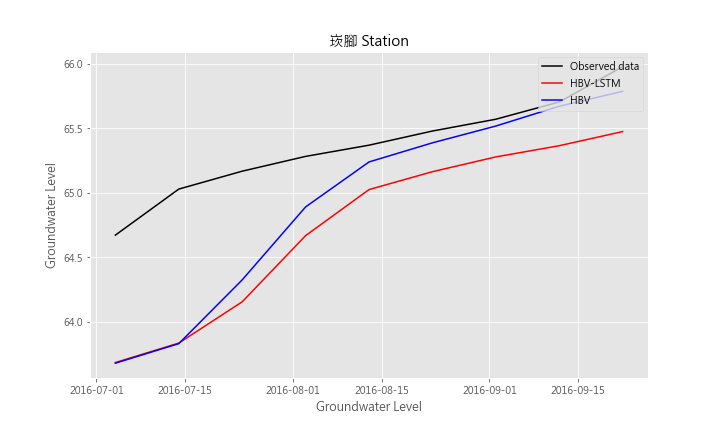 崁腳 Station
Observed data
HBV-LSTM
HBV
Groundwater Level
66.0
65.5
65.0
64.5
64.0
2016-07-01 2016-07-15 2016-08-01 2016-08-15 2016-09-01 2016-09-15
Groundwater Level